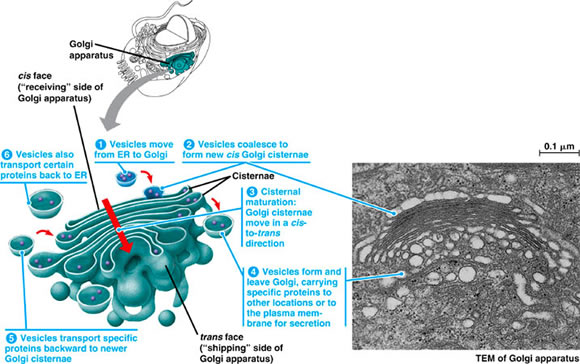 Golgi
apparatus
cis face
(“receiving” side of
Golgi apparatus)
1 Vesicles move
from ER to Golgi
2 Vesicles coalesce to
form new cis Golgi cisternae
6 Vesicles also
transport certain
proteins back to ER
Cisternae
3 Cisternal
maturation:
Golgi cisternae
move in a cis-
to-trans
direction
4 Vesicles form and
leave Golgi, carrying
specific proteins to
other locations or to
the plasma mem-
brane for secretion
5 Vesicles transport specific
proteins backward to newer
Golgi cisternae
trans face
(“shipping” side of
Golgi apparatus)
0.1 μm
TEM of Golgi apparatus